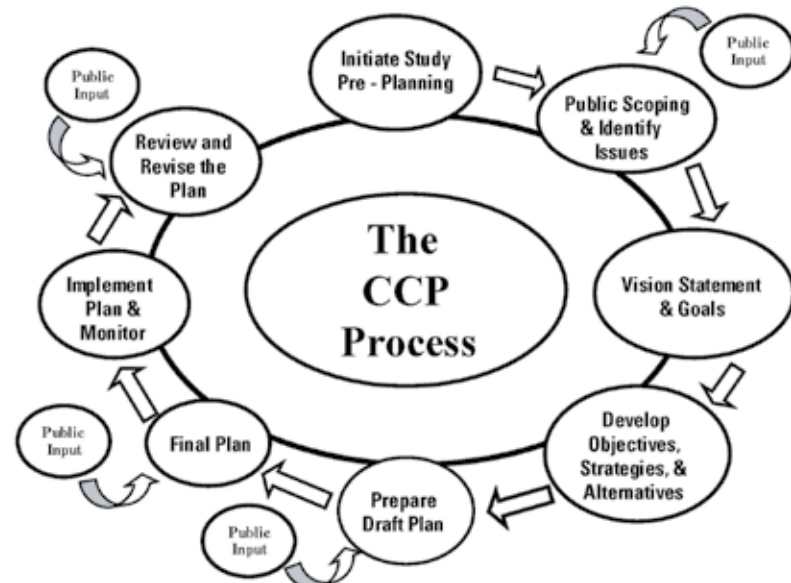 Initiate Study
Pre - Planning
Public
Input
Public Scoping
& Identify
Issues
Vision Statement
& Goals
Develop
Objectives,
Strategies, &
Alternatives
Prepare
Draft Plan
Public
Input
Final Plan
Public
Input
Implement
Plan &
Monitor
Review and
Revise the
Plan
Public
Input
The
CCP
Process